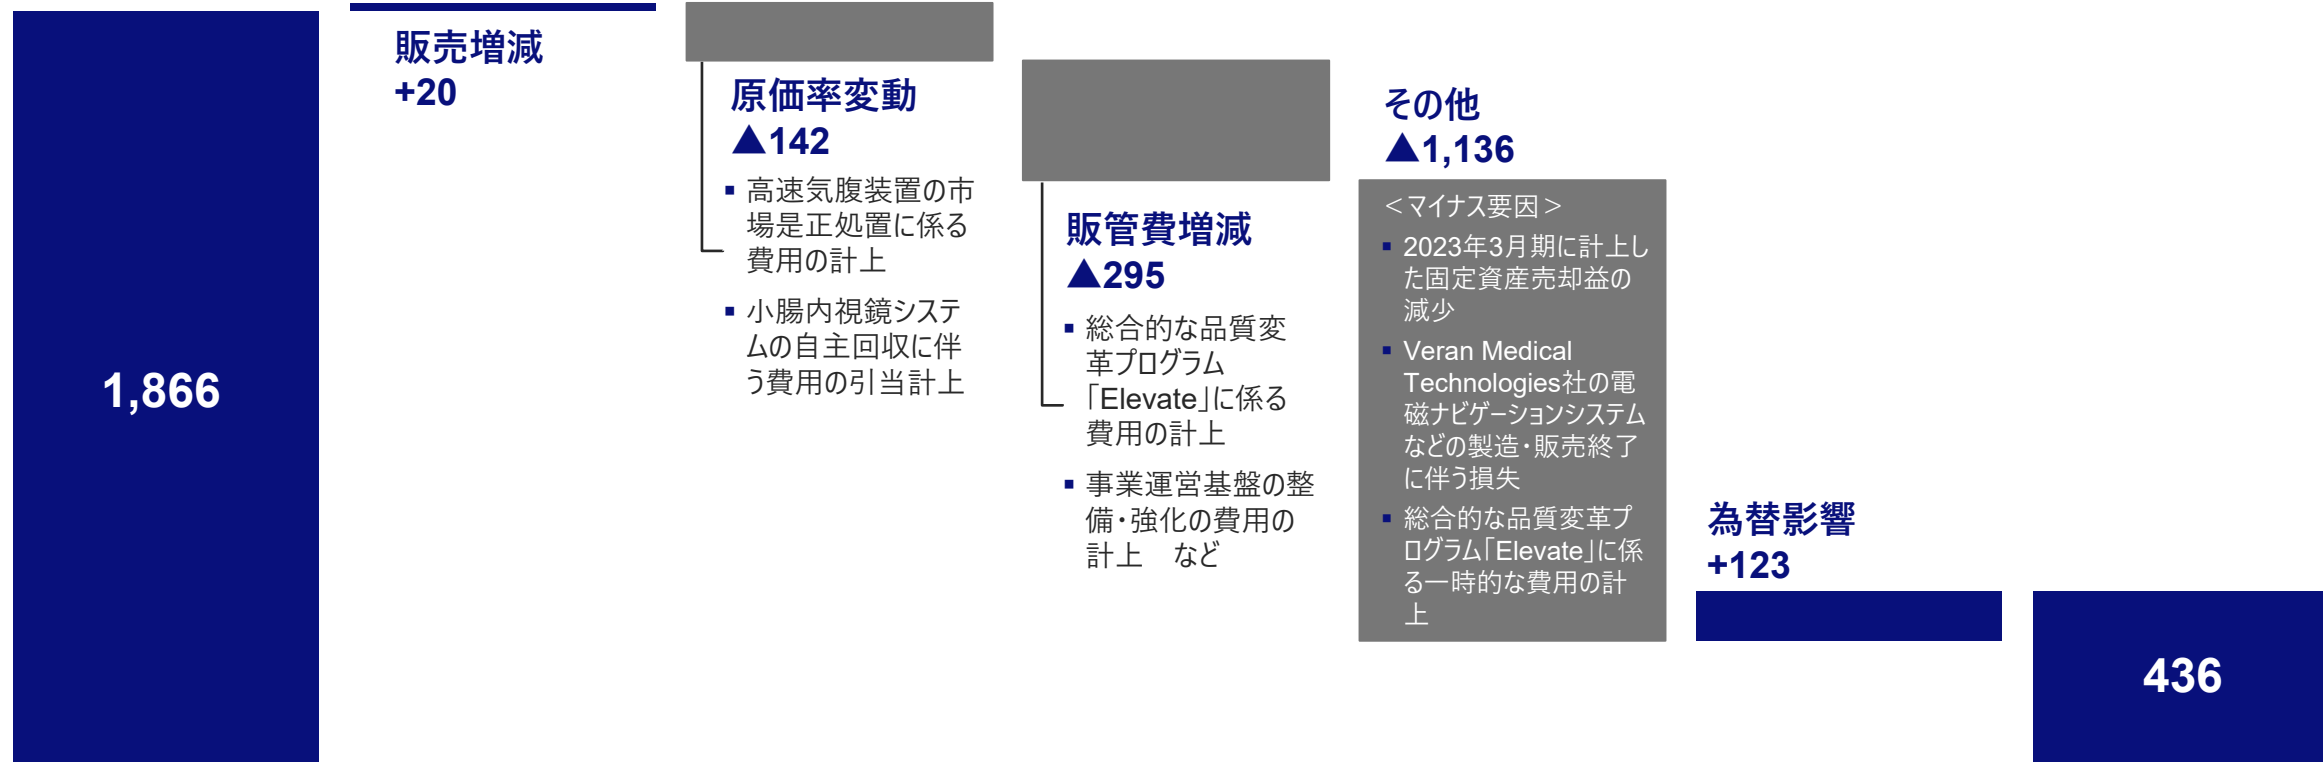 1,866
販売増減
+20
原価率変動
▲142
▪ 高速気腹装置の市
場是正処置に係る
費用の計上
▪ 小腸内視鏡システ
ムの自主回収に伴
う費用の引当計上
販管費増減
▲295
▪ 総合的な品質変
革プログラム
「Elevate」に係る
費用の計上
▪ 事業運営基盤の整
備・強化の費用の
計上　など
その他
▲1,136
＜マイナス要因＞
▪ 2023年3月期に計上し
た固定資産売却益の
減少
▪ Veran Medical
Technologies社の電
磁ナビゲーションシステム
などの製造・販売終了
に伴う損失
▪ 総合的な品質変革プ
ログラム「Elevate」に係
る一時的な費用の計
上
為替影響
+123
436